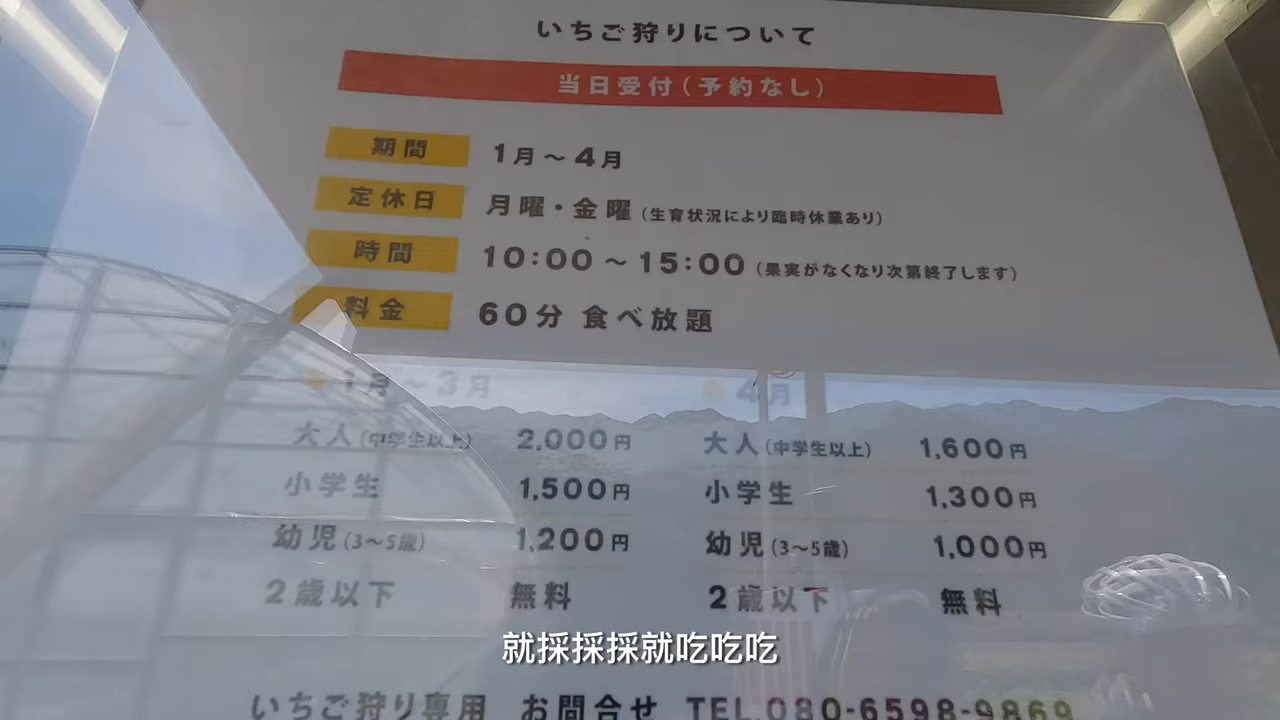 いちご狩りについて
当日受付(予約なし)
期間 1月～4月
定休日 月曜・金曜(生育状況により臨時休業あり)
時間 10:00～15:00(果実がなくなり次第終了します)
料金 60分 食べ放題
1月～3月 4月
大人(中学生以上) 2,000円 大人(中学生以上) 1,600円
小学生 1,500円 小学生 1,300円
幼児(3～5歳) 1,200円 幼児(3～5歳) 1,000円
2歳以下 無料 2歳以下 無料
就採採採就吃吃吃
いちご狩り専用 お問合せ TEL.080-6598-9869